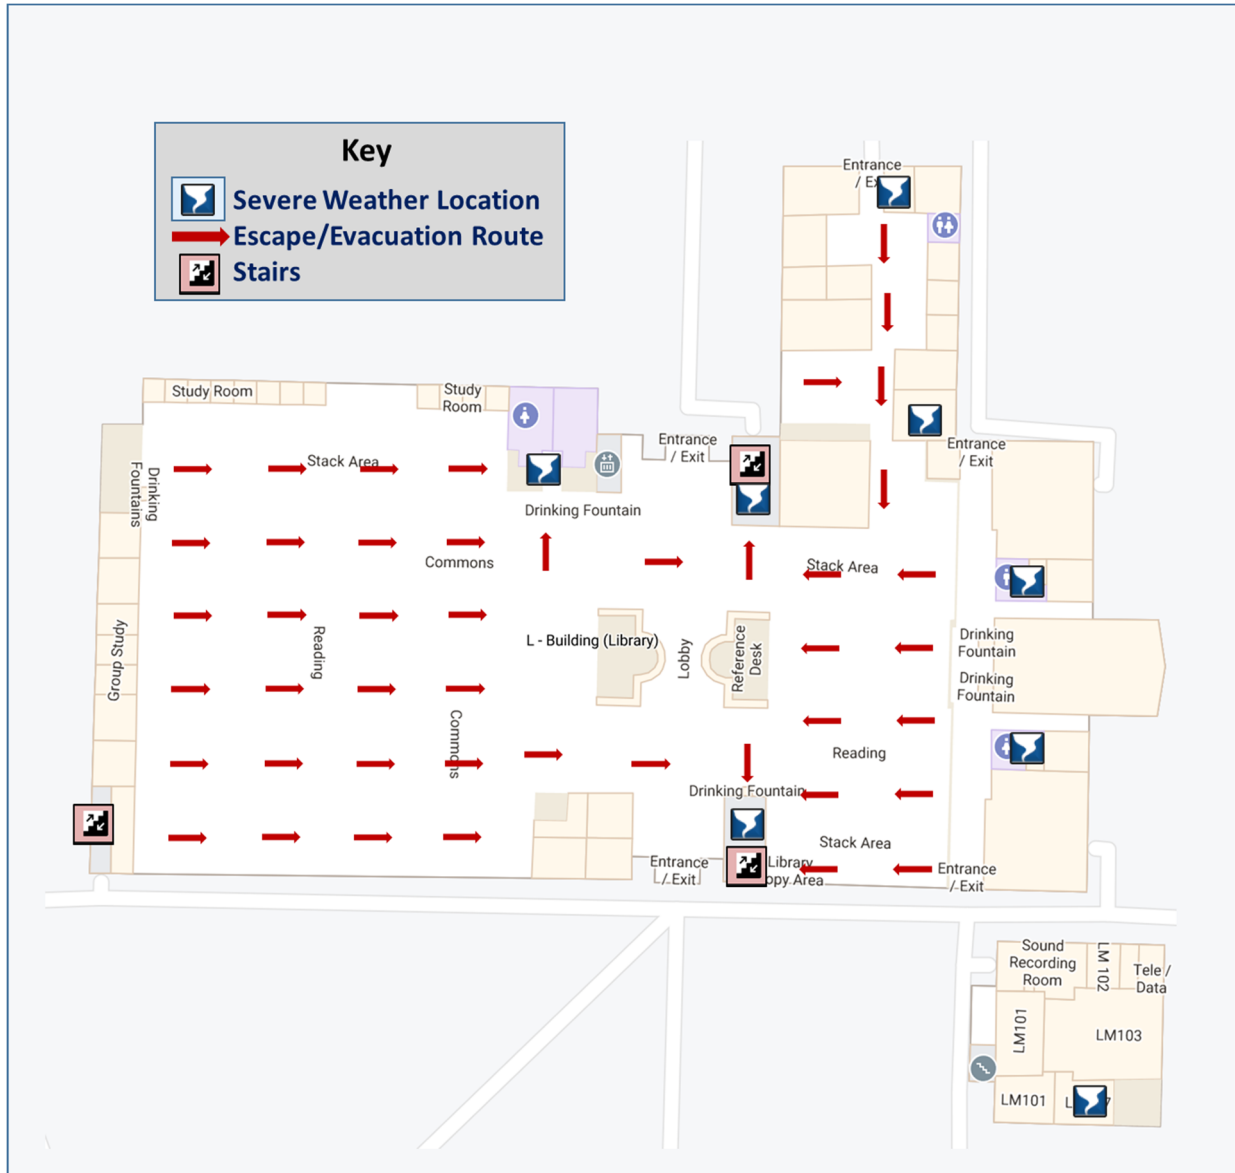 Key
Severe Weather Location
Escape/Evacuation Route
Stairs
Entrance
/
Study Room
Study
Room
Entrance
/ Exit
Entrance
/ Exit
Stack Area
Drinking
Fountains
Drinking Fountain
Commons
Stack Area
Group Study
Reading
L - Building (Library)
Lobby
Reference
Desk
Drinking
Fountain
Drinking
Fountain
Commons
Reading
Drinking Fountain
Stack Area
Entrance
/ Exit
Library
Area
Entrance
/ Exit
Sound
Recording
Room
LM 102
Tele /
Data
LM101
LM103
LM101